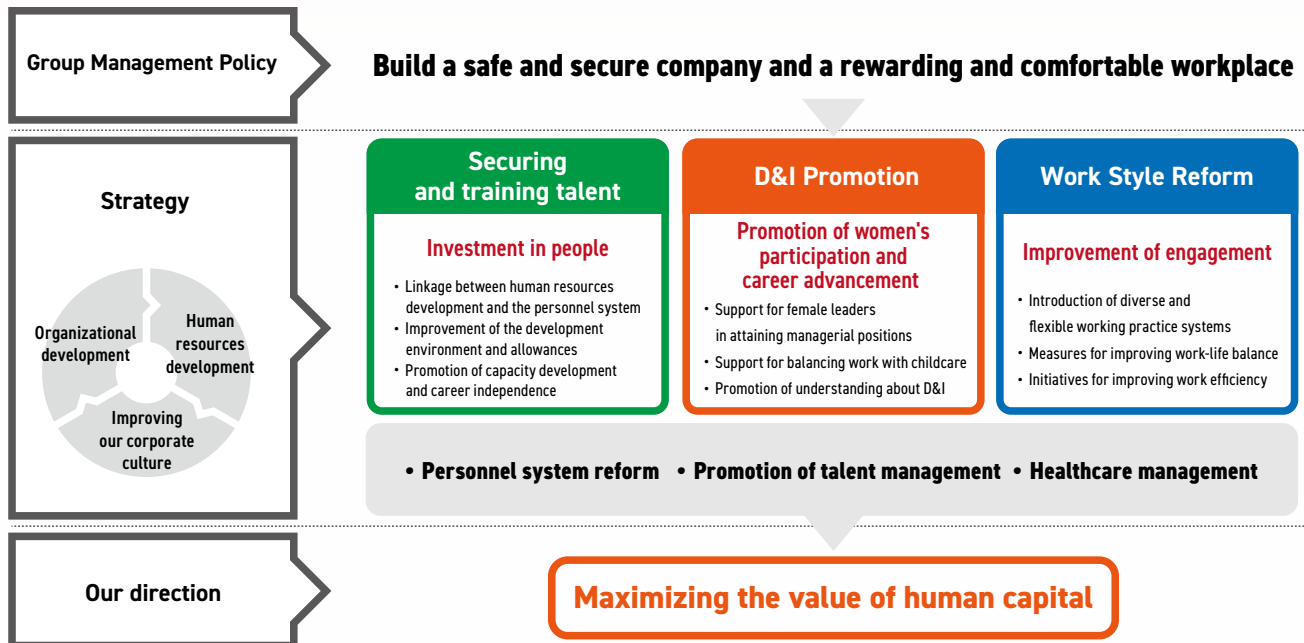 Group Management Policy
Build a safe and secure company and a rewarding and comfortable workplace
Strategy
Organizational
development
Human
resources
development
Improving
our corporate
culture
Securing
and training talent
Investment in people
• Linkage between human resources
development and the personnel system
• Improvement of the development
environment and allowances
• Promotion of capacity development
and career independence
D&I Promotion
Promotion of women's
participation and
career advancement
• Support for female leaders
in attaining managerial positions
• Support for balancing work with childcare
• Promotion of understanding about D&I
Work Style Reform
Improvement of engagement
• Introduction of diverse and
flexible working practice systems
• Measures for improving work-life balance
• Initiatives for improving work efficiency
• Personnel system reform • Promotion of talent management • Healthcare management
Our direction
Maximizing the value of human capital